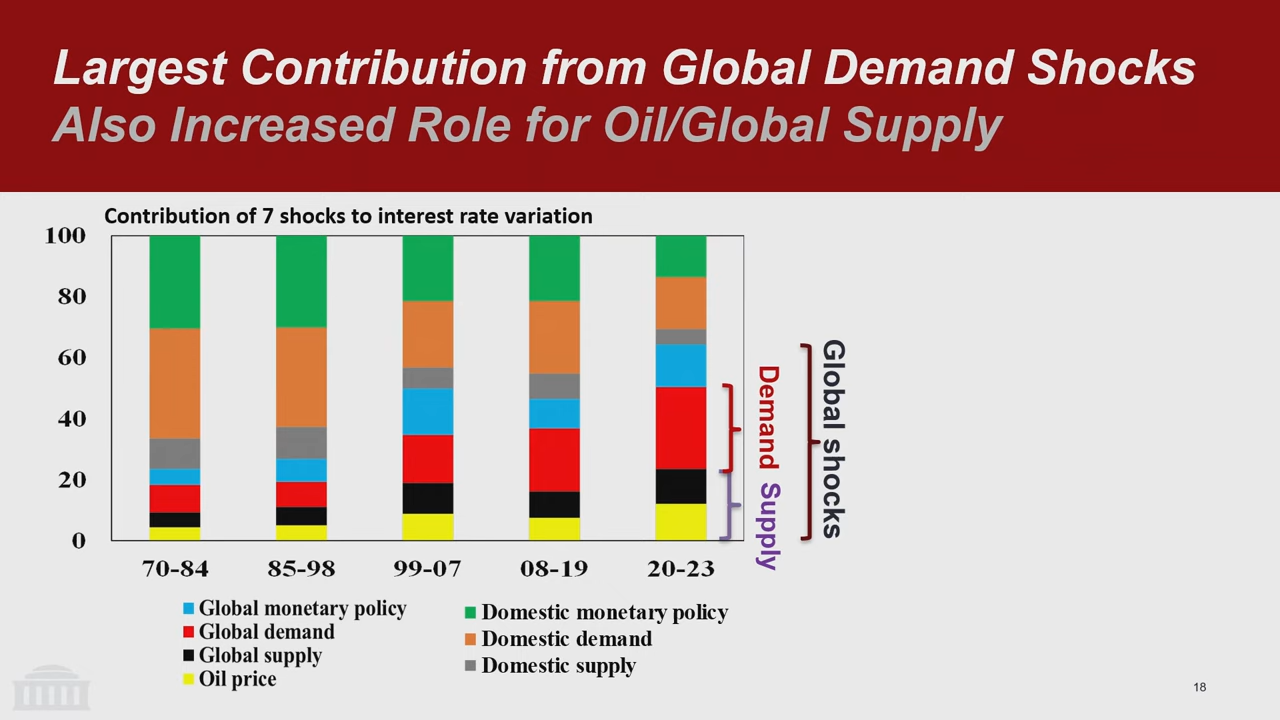 Largest Contribution from Global Demand Shocks
Also Increased Role for Oil/Global Supply
Contribution of 7 shocks to interest rate variation
100
80
60
40
20
0
70-84
85-98
99-07
08-19
20-23
Demand
Supply
Global shocks
Global monetary policy
Global demand
Global supply
Oil price
Domestic monetary policy
Domestic demand
Domestic supply
18